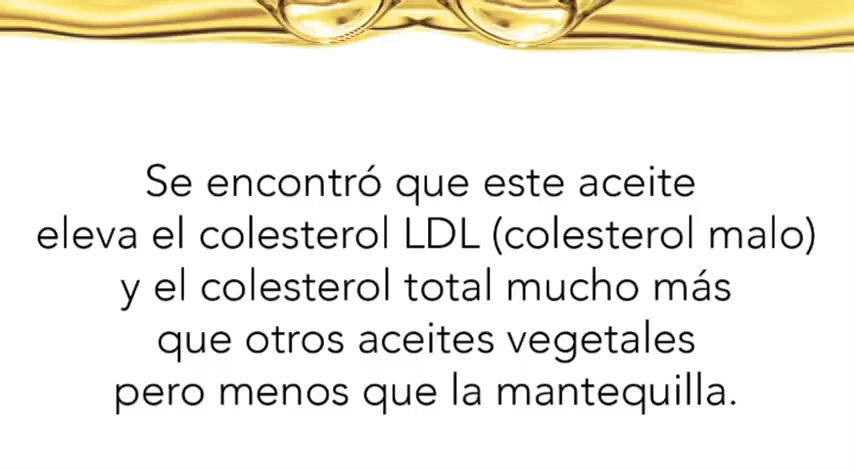 Se encontró que este aceite
eleva el colesterol LDL (colesterol malo)
y el colesterol total mucho más
que otros aceites vegetales
pero menos que la mantequilla.